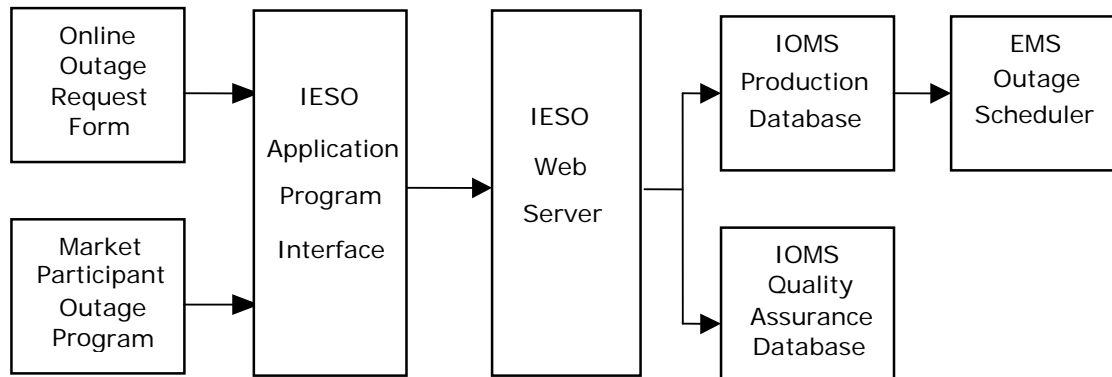 Online
Outage
Request
Form
Market
Participant
Outage
Program
IESO
Application
Program
Interface
IESO
Web
Server
IOMS
Production
Database
IOMS
Quality
Assurance
Database
EMS
Outage
Scheduler